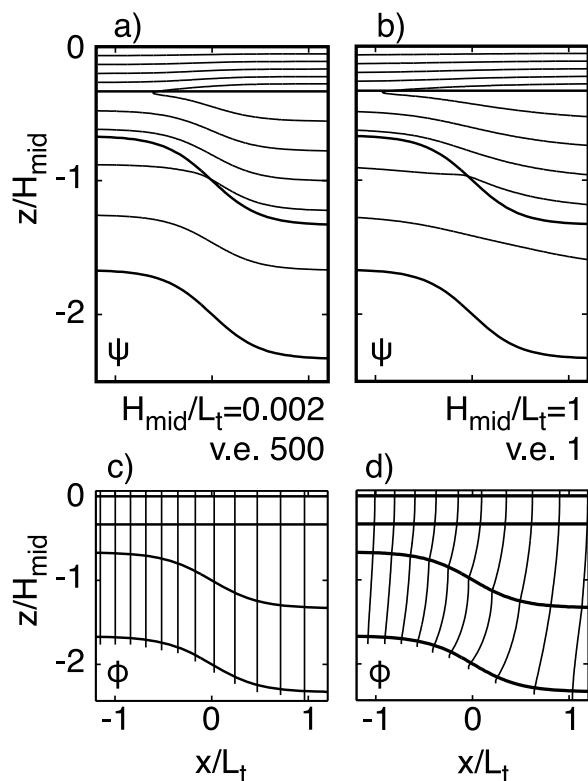 a) b)
0
z/H_mid
-1
-2
ψ ψ
H_mid/L_t=0.002 H_mid/L_t=1
v.e. 500 v.e. 1
c) d)
0
z/H_mid
-1
-2
ϕ ϕ
-1 0 1 -1 0 1
x/L_t x/L_t